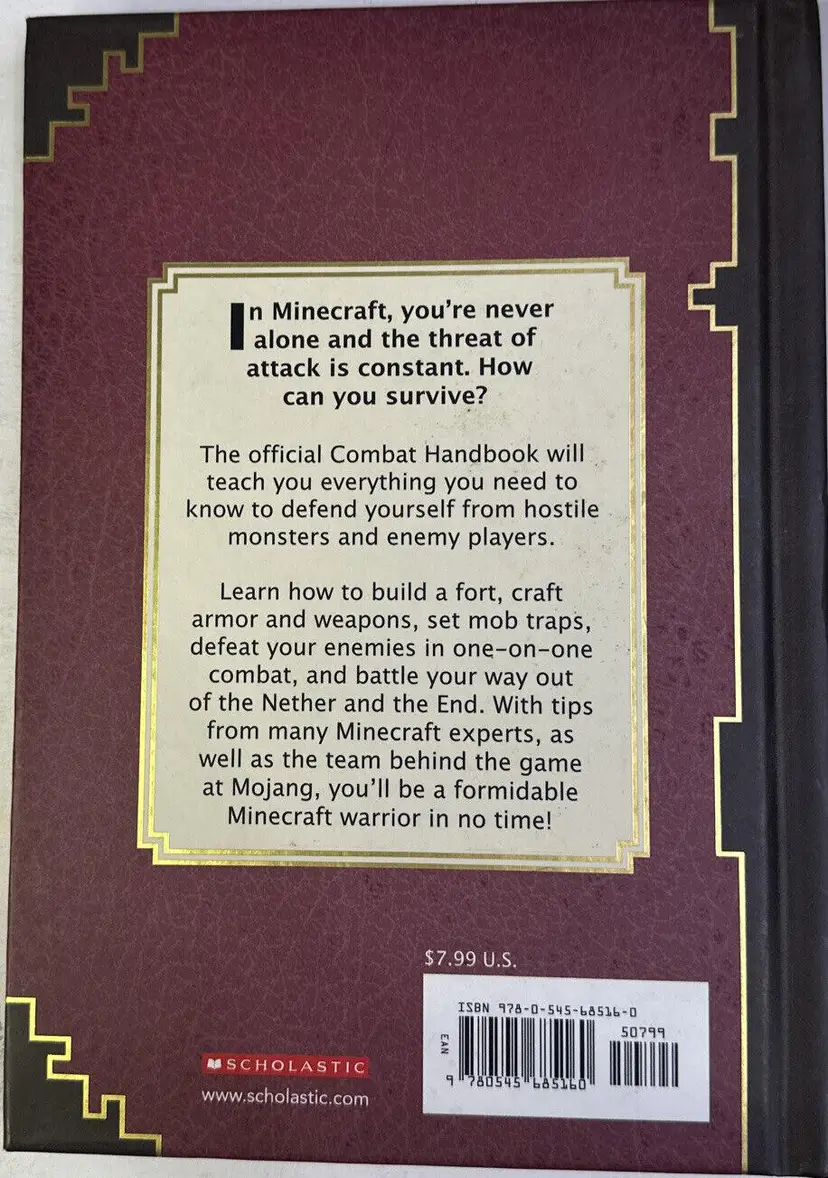 In Minecraft, you're never
alone and the threat of
attack is constant. How
can you survive?
The official Combat Handbook will
teach you everything you need to
know to defend yourself from hostile
monsters and enemy players.
Learn how to build a fort, craft
armor and weapons, set mob traps,
defeat your enemies in one-on-one
combat, and battle your way out
of the Nether and the End. With tips
from many Minecraft experts, as
well as the team behind the game
at Mojang, you'll be a formidable
Minecraft warrior in no time!
$7.99 U.S.
ISBN 978-0-545-68516-0
50799
EAN
9 780545 685160
SCHOLASTIC
www.scholastic.com